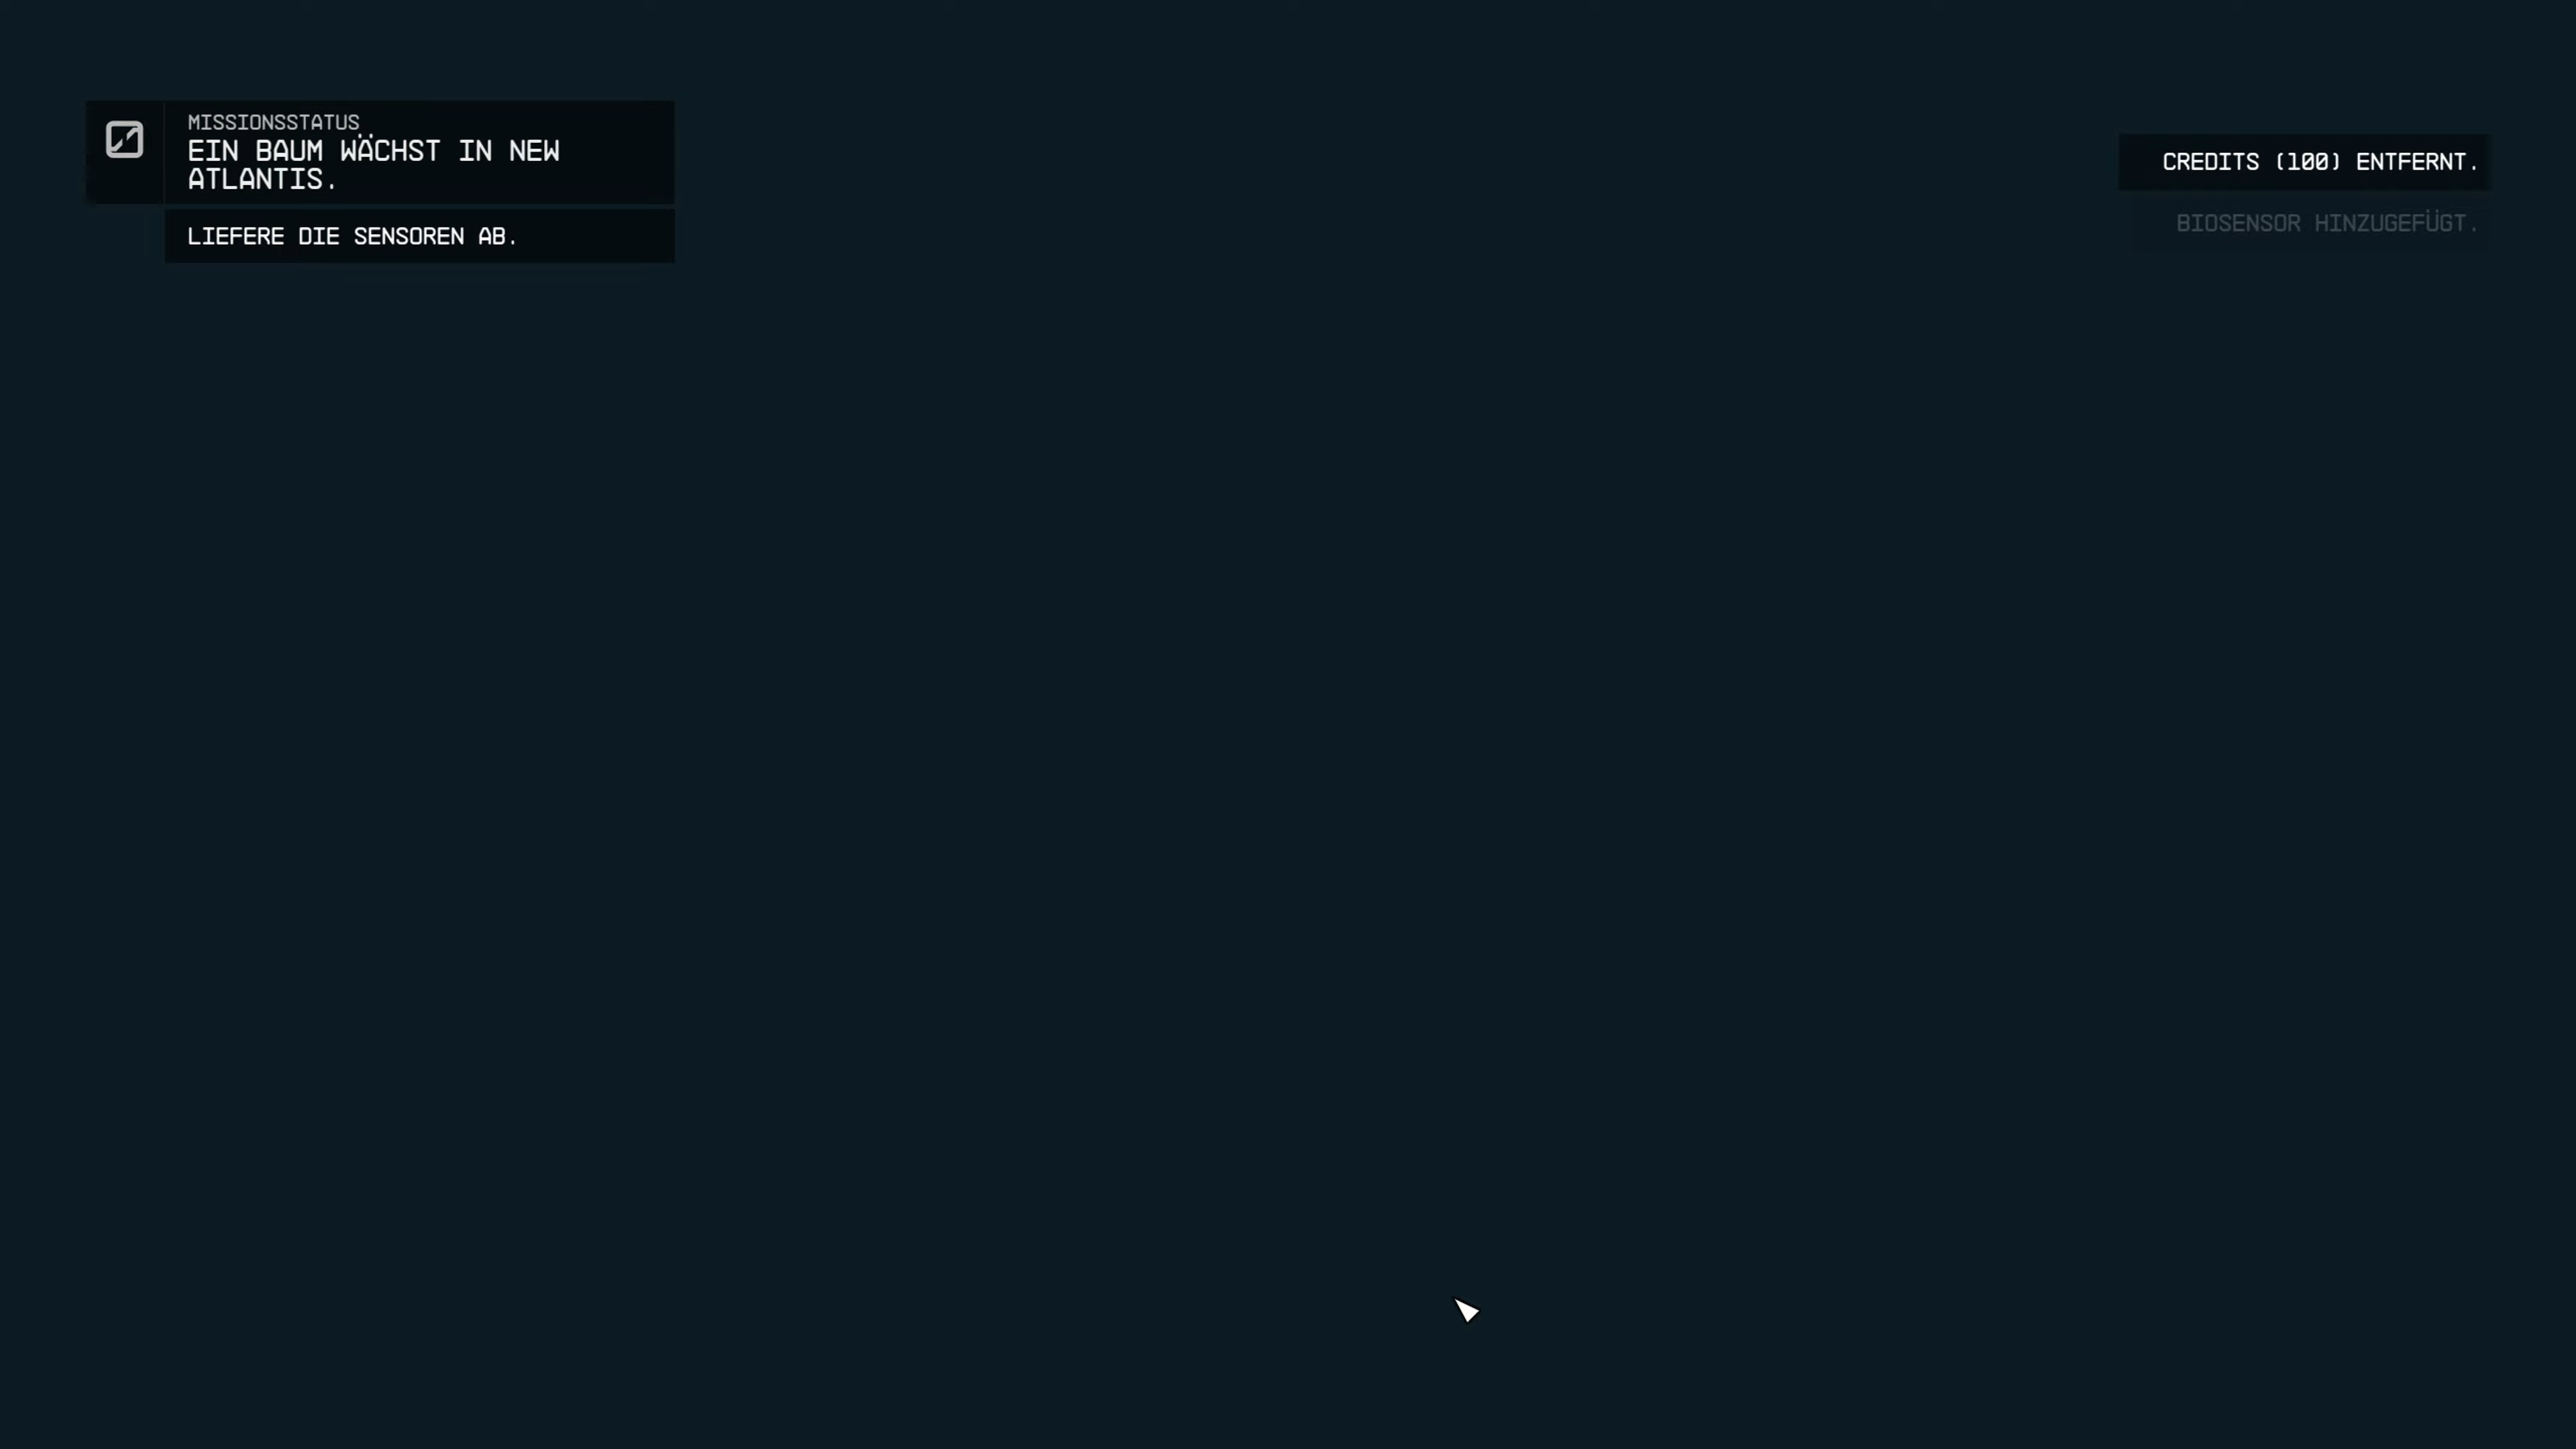 MISSIONSSTATUS
EIN BAUM WÄCHST IN NEW
ATLANTIS.
LIEFERE DIE SENSOREN AB.
CREDITS (100) ENTFERNT.
BIOSENSOR HINZUGEFÜGT.